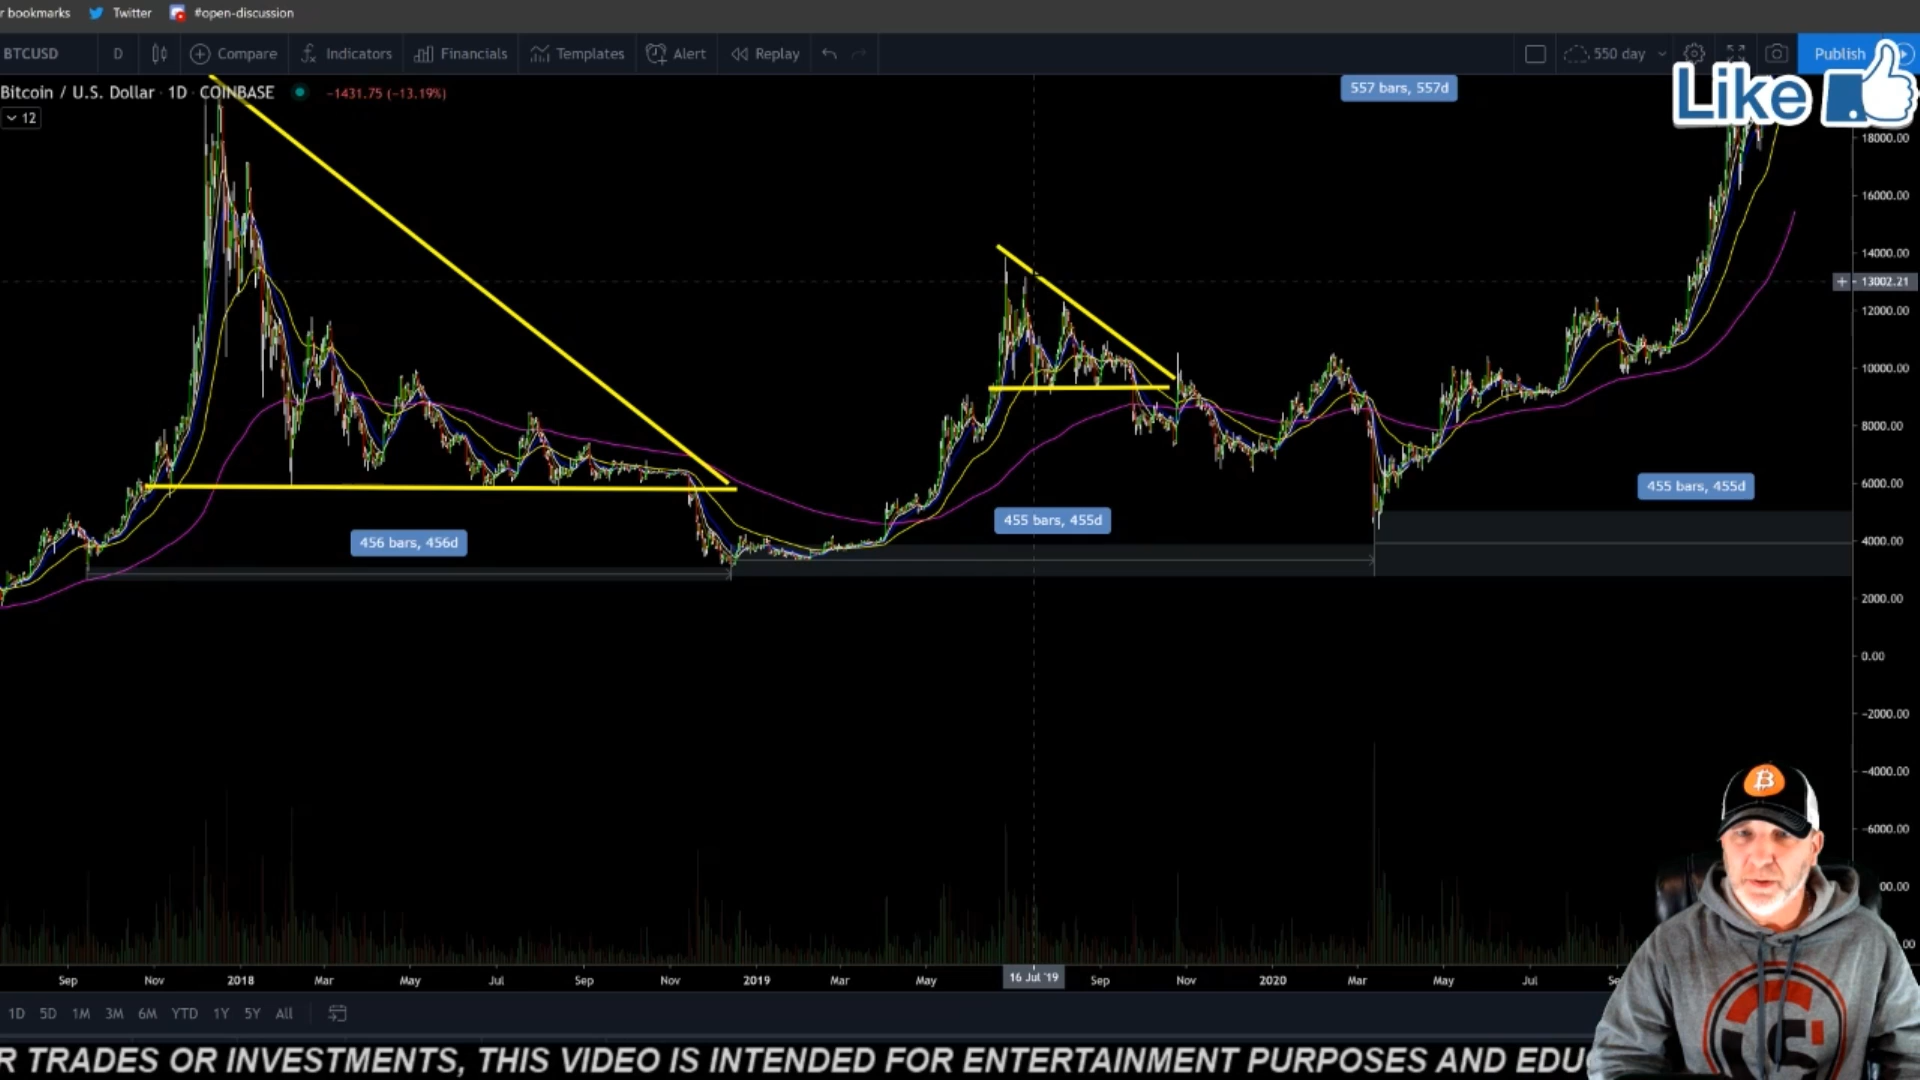 r bookmarks Twitter #open-discussion
BTCUSD D Compare Indicators Financials Templates Alert Replay 550 day Publish
Like
Bitcoin / U.S. Dollar · 1D · COINBASE −1431.75 (−13.19%)
12
557 bars, 557d
18000.00
16000.00
14000.00
13002.21
12000.00
10000.00
8000.00
6000.00
4000.00
2000.00
0.00
−2000.00
−4000.00
−6000.00
00.00
.00
455 bars, 455d
455 bars, 455d
456 bars, 456d
B
Sep Nov 2018 Mar May Jul Sep Nov 2019 Mar May 16 Jul '19 Sep Nov 2020 Mar May Jul Se
1D 5D 1M 3M 6M YTD 1Y 5Y All
R TRADES OR INVESTMENTS, THIS VIDEO IS INTENDED FOR ENTERTAINMENT PURPOSES AND EDU